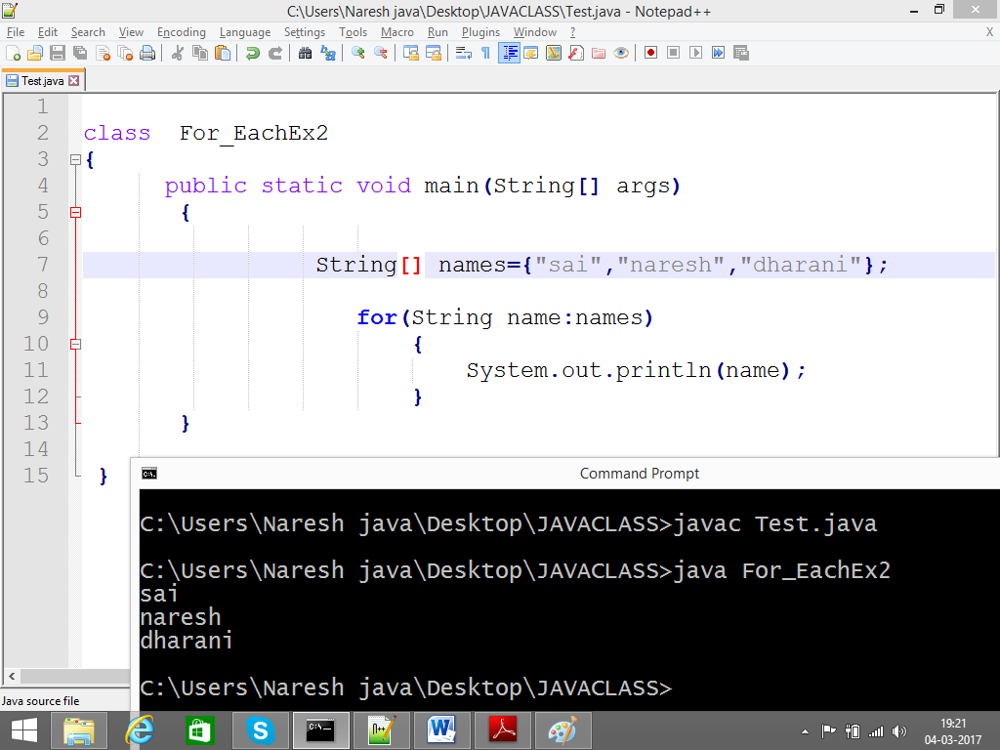 C:\Users\Naresh java\Desktop\JAVACLASS\Test.java - Notepad++
File Edit Search View Encoding Language Settings Tools Macro Run Plugins Window ? X
Test.java
1
2 class For_EachEx2
3 {
4 public static void main(String[] args)
5 {
6
7 String[] names={"sai","naresh","dharani"};
8
9 for(String name:names)
10 {
11 System.out.println(name);
12 }
13 }
14
15 }
Command Prompt
C:\Users\Naresh java\Desktop\JAVACLASS>javac Test.java
C:\Users\Naresh java\Desktop\JAVACLASS>java For_EachEx2
sai
naresh
dharani
C:\Users\Naresh java\Desktop\JAVACLASS>
Java source file
19:21
04-03-2017